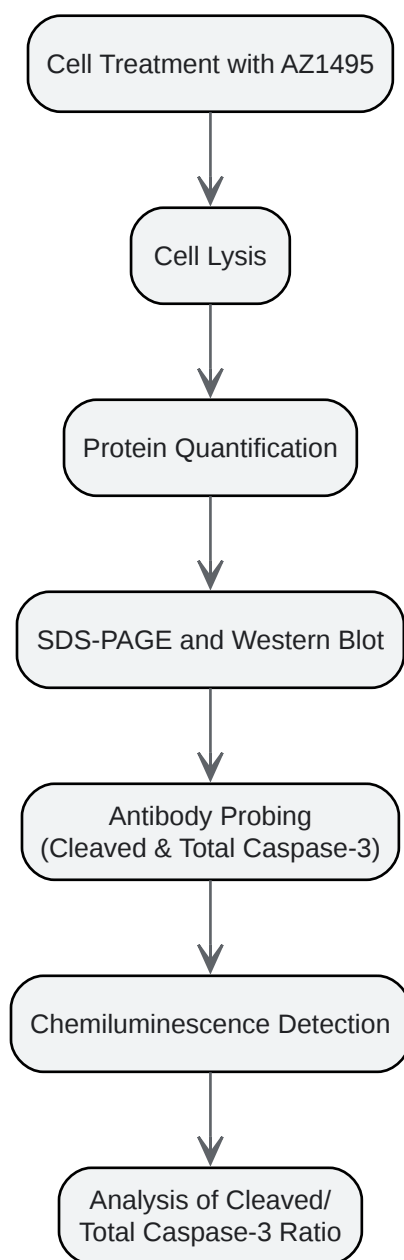 Cell Treatment with AZ1495
Cell Lysis
Protein Quantification
SDS-PAGE and Western Blot
Antibody Probing
(Cleaved & Total Caspase-3)
Chemiluminescence Detection
Analysis of Cleaved/
Total Caspase-3 Ratio